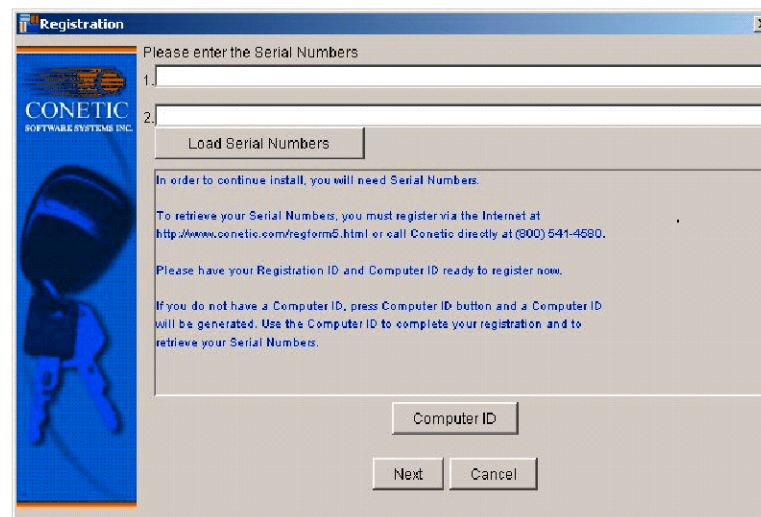 Registration
Please enter the Serial Numbers
1.
CONETIC
SOFTWARE SYSTEMS INC.
2.
Load Serial Numbers
In order to continue install, you will need Serial Numbers.
To retrieve your Serial Numbers, you must register via the Internet at
http://www.conetic.com/regform5.html or call Conetic directly at (800) 541-4580.
Please have your Registration ID and Computer ID ready to register now.
If you do not have a Computer ID, press Computer ID button and a Computer ID
will be generated. Use the Computer ID to complete your registration and to
retrieve your Serial Numbers.
Computer ID
Next Cancel